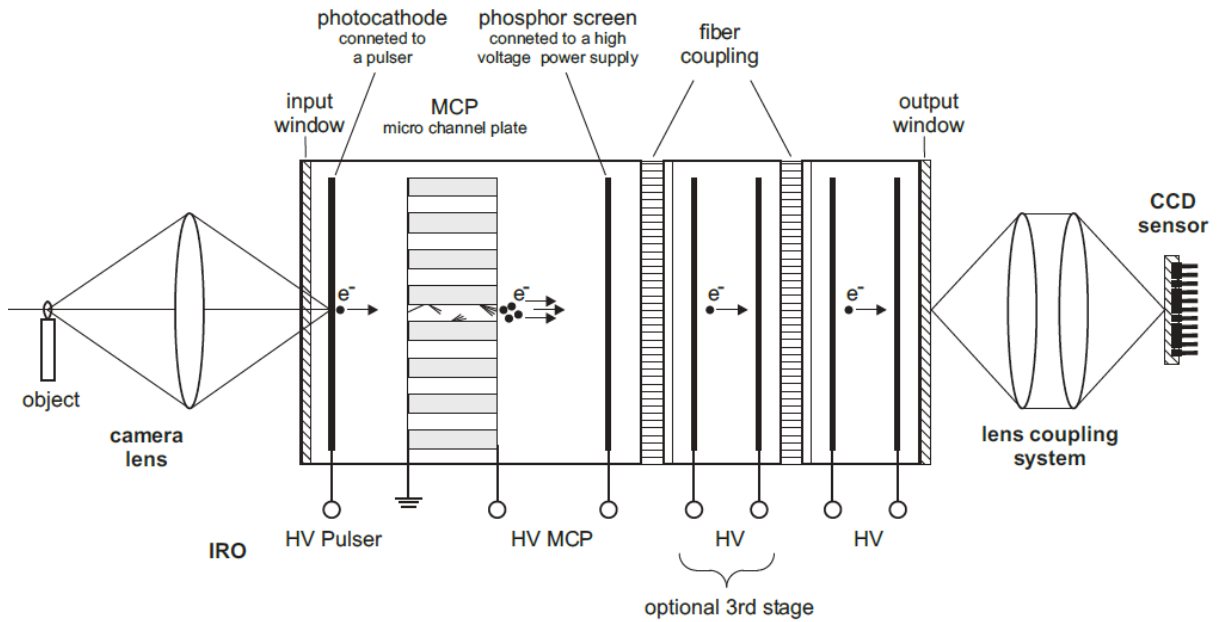 photocathode
conneted to
a pulser
phosphor screen
conneted to a high
voltage power supply
fiber
coupling
input
window
MCP
micro channel plate
output
window
CCD
sensor
e-
e-
e-
e-
object
camera
lens
lens coupling
system
IRO
HV Pulser
HV MCP
HV
HV
optional 3rd stage